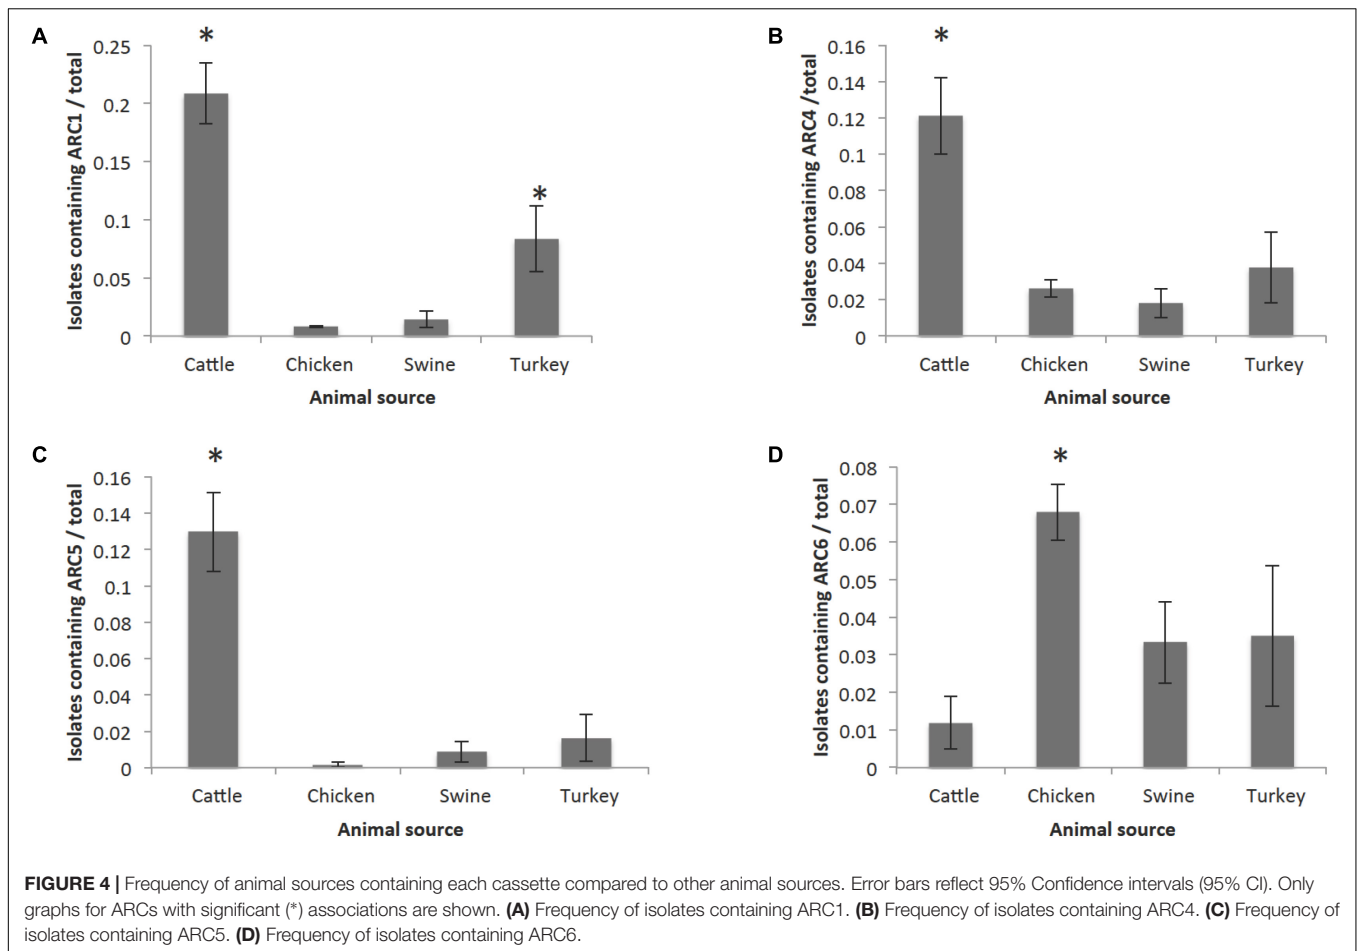 A
*
0.25
0.2
0.15
0.1
0.05
0
*
Isolates containing ARC1 / total
Cattle Chicken Swine Turkey
Animal source
B
*
0.16
0.14
0.12
0.1
0.08
0.06
0.04
0.02
0
Isolates containing ARC4 /total
Cattle Chicken Swine Turkey
Animal source
C
*
0.16
0.14
0.12
0.1
0.08
0.06
0.04
0.02
0
Isolates containing ARC5 / total
Cattle Chicken Swine Turkey
Animal source
D
*
0.08
0.07
0.06
0.05
0.04
0.03
0.02
0.01
0
Isolates containing ARC6 / total
Cattle Chicken Swine Turkey
Animal source
FIGURE 4 | Frequency of animal sources containing each cassette compared to other animal sources. Error bars reflect 95% Confidence intervals (95% CI). Only
graphs for ARCs with significant (*) associations are shown. (A) Frequency of isolates containing ARC1. (B) Frequency of isolates containing ARC4. (C) Frequency of
isolates containing ARC5. (D) Frequency of isolates containing ARC6.